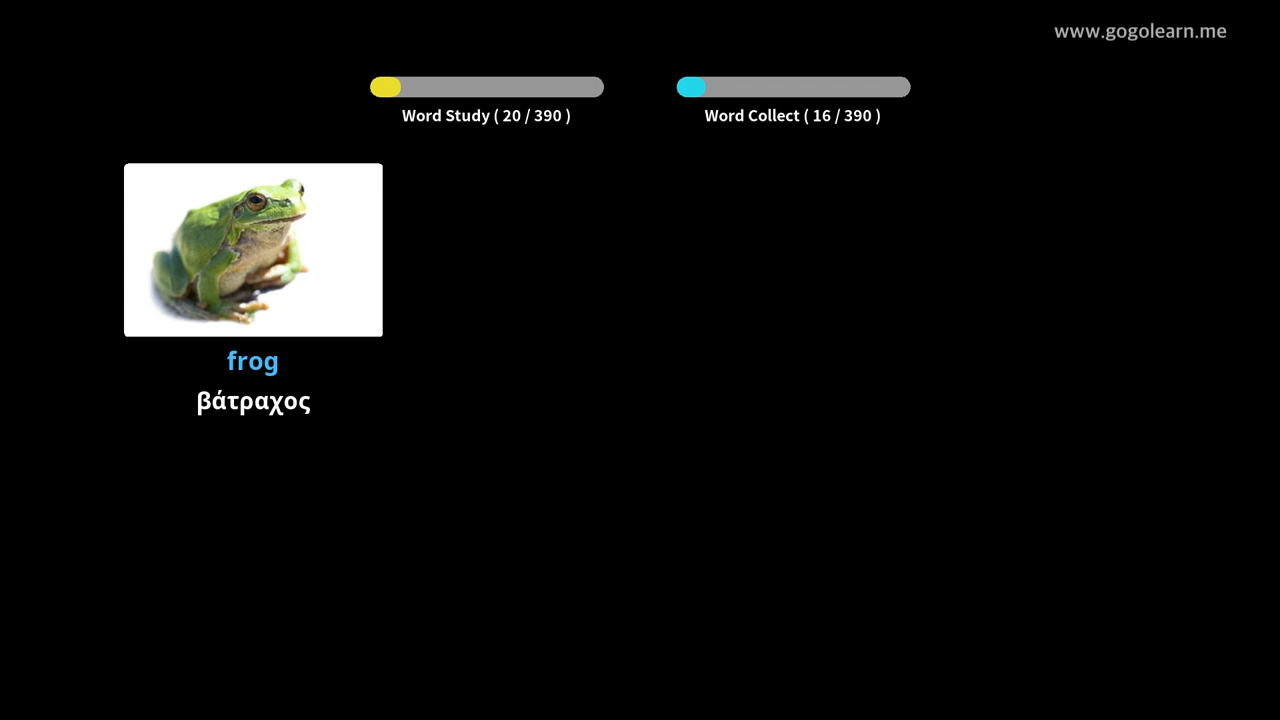 www.gogolearn.me
Word Study ( 20 / 390 )
Word Collect ( 16 / 390 )
frog
βάτραχος